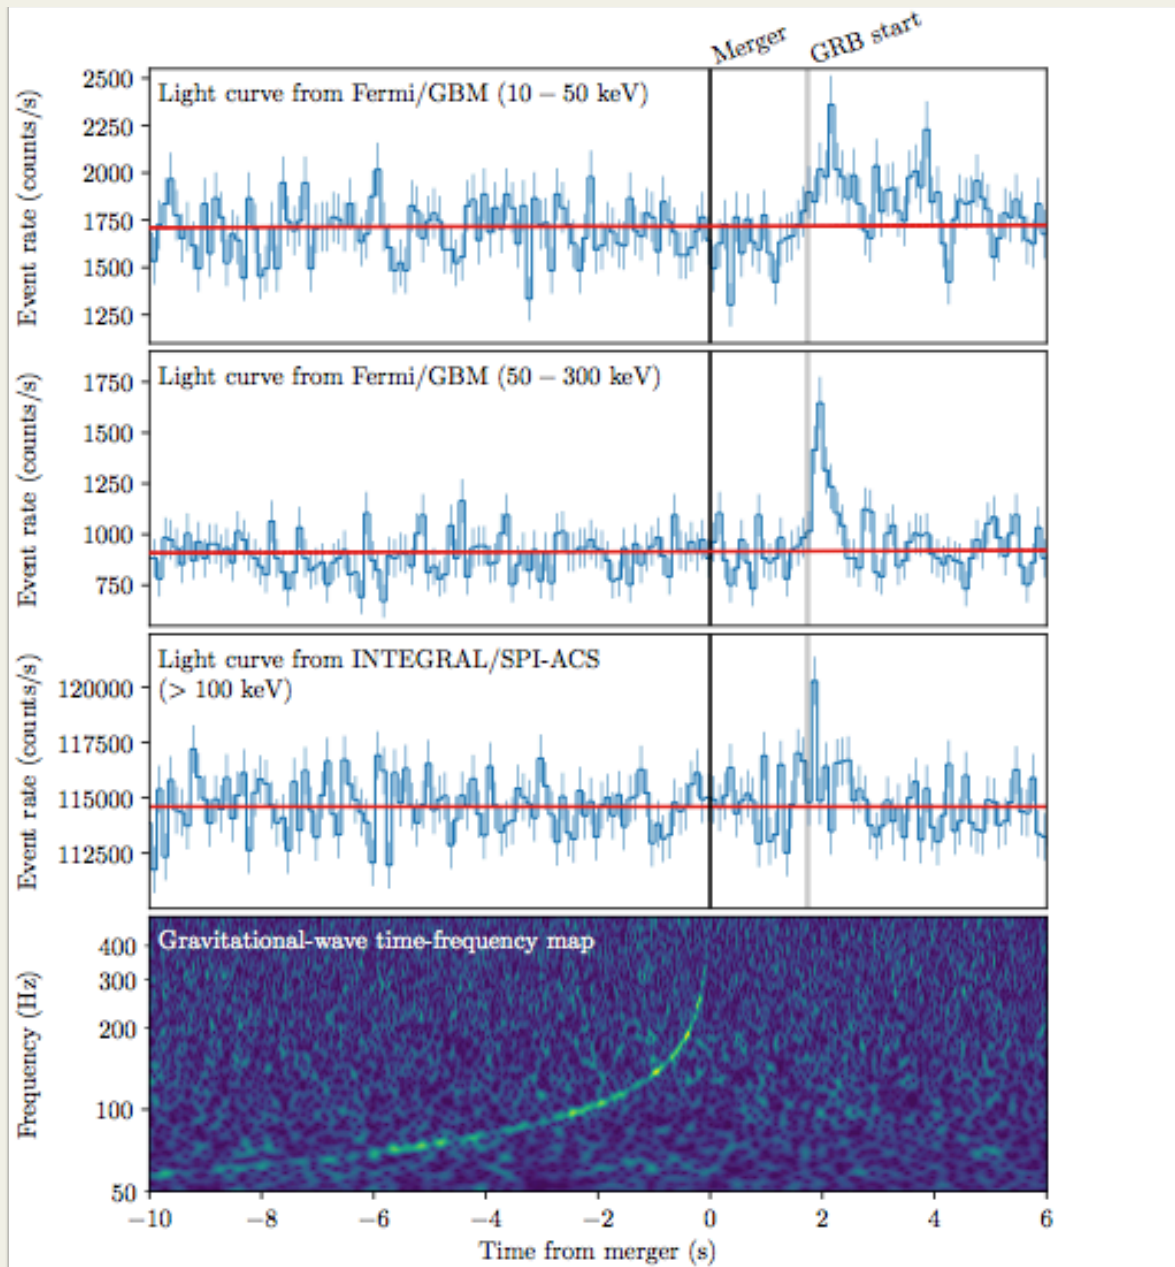 Merger
GRB start
Light curve from Fermi/GBM (10 − 50 keV)
Event rate (counts/s)
2500
2250
2000
1750
1500
1250
Light curve from Fermi/GBM (50 − 300 keV)
Event rate (counts/s)
1750
1500
1250
1000
750
Light curve from INTEGRAL/SPI-ACS
(> 100 keV)
Event rate (counts/s)
120000
117500
115000
112500
Gravitational-wave time-frequency map
Frequency (Hz)
400
300
200
100
50
−10 −8 −6 −4 −2 0 2 4 6
Time from merger (s)